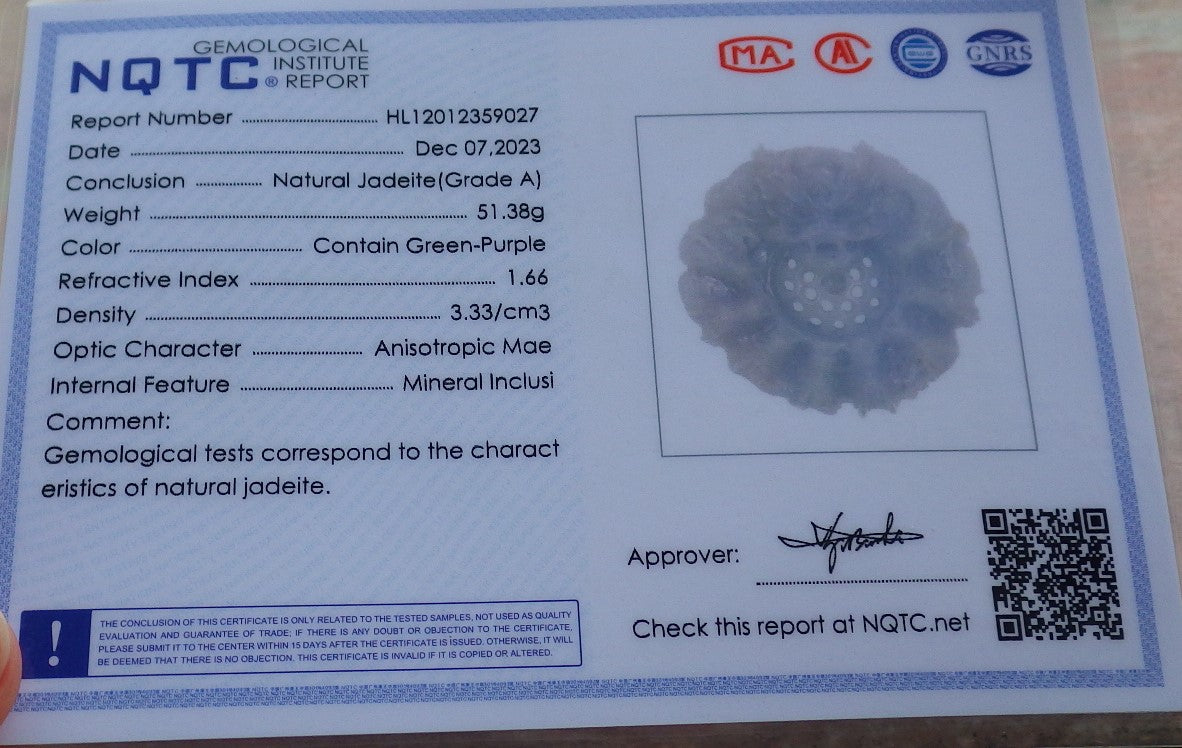 GEMOLOGICAL
NQTC® INSTITUTE
REPORT
MA
AL
GNRS
Report Number ........................ HL12012359027
Date ........................ Dec 07,2023
Conclusion ........................ Natural Jadeite(Grade A)
Weight ........................ 51.38g
Color ........................ Contain Green-Purple
Refractive Index ........................ 1.66
Density ........................ 3.33/cm3
Optic Character ........................ Anisotropic Mae
Internal Feature ........................ Mineral Inclusi
Comment:
Gemological tests correspond to the charact
eristics of natural jadeite.
Approver:
Check this report at NQTC.net
!
THE CONCLUSION OF THIS CERTIFICATE IS ONLY RELATED TO THE TESTED SAMPLES, NOT USED AS QUALITY
EVALUATION AND GUARANTEE OF TRADE; IF THERE IS ANY DOUBT OR OBJECTION TO THE CERTIFICATE,
PLEASE SUBMIT IT TO THE CENTER WITHIN 15 DAYS AFTER THE CERTIFICATE IS ISSUED. OTHERWISE, IT WILL
BE DEEMED THAT THERE IS NO OBJECTION. THIS CERTIFICATE IS INVALID IF IT IS COPIED OR ALTERED.